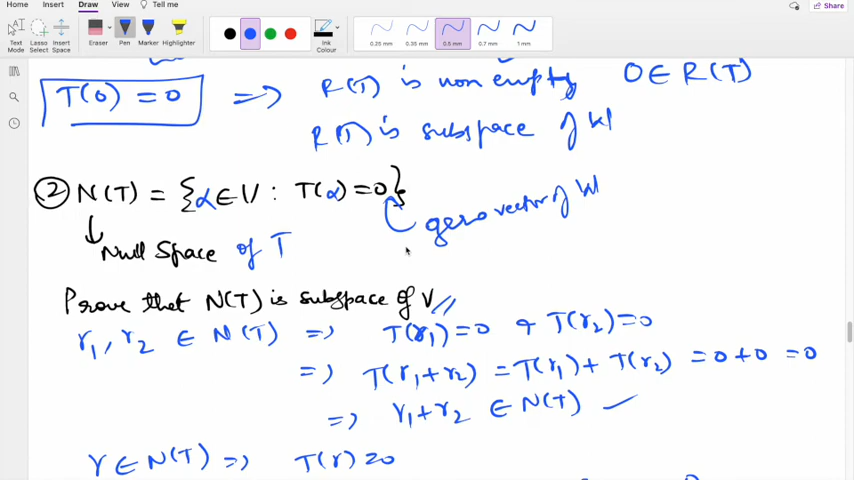 Home Insert Draw View Tell me
Share
Text Mode
Lasso Select
Insert Space
Eraser
Pen
Marker
Highlighter
Ink Colour
0.25 mm
0.35 mm
0.5 mm
0.7 mm
1 mm
T(0) = 0 => R(T) is non empty 0 ∈ R(T)
R(T) is subspace of W
② N(T) = {α ∈ V : T(α) = 0}
zero vector of W
↓
Null Space of T
Prove that N(T) is subspace of V //
r₁, r₂ ∈ N(T) => T(r₁) = 0 & T(r₂) = 0
=> T(r₁+r₂) = T(r₁) + T(r₂) = 0 + 0 = 0
=> r₁+r₂ ∈ N(T) ✓
r ∈ N(T) => T(r) = 0